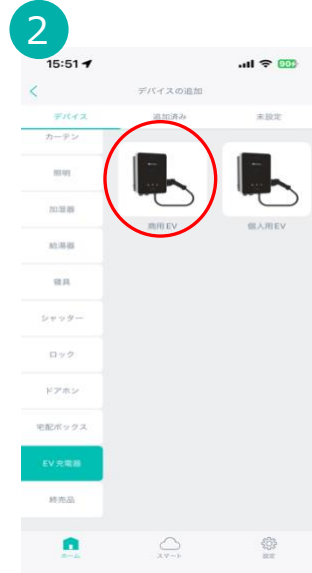 2
15:51
90
デバイスの追加
デバイス
追加済み
未設定
カーテン
照明
加湿器
給湯器
寝具
シャッター
ロック
ドアホン
宅配ボックス
EV充電器
終売品
商用EV
個人用EV
ホーム
スマート
設定